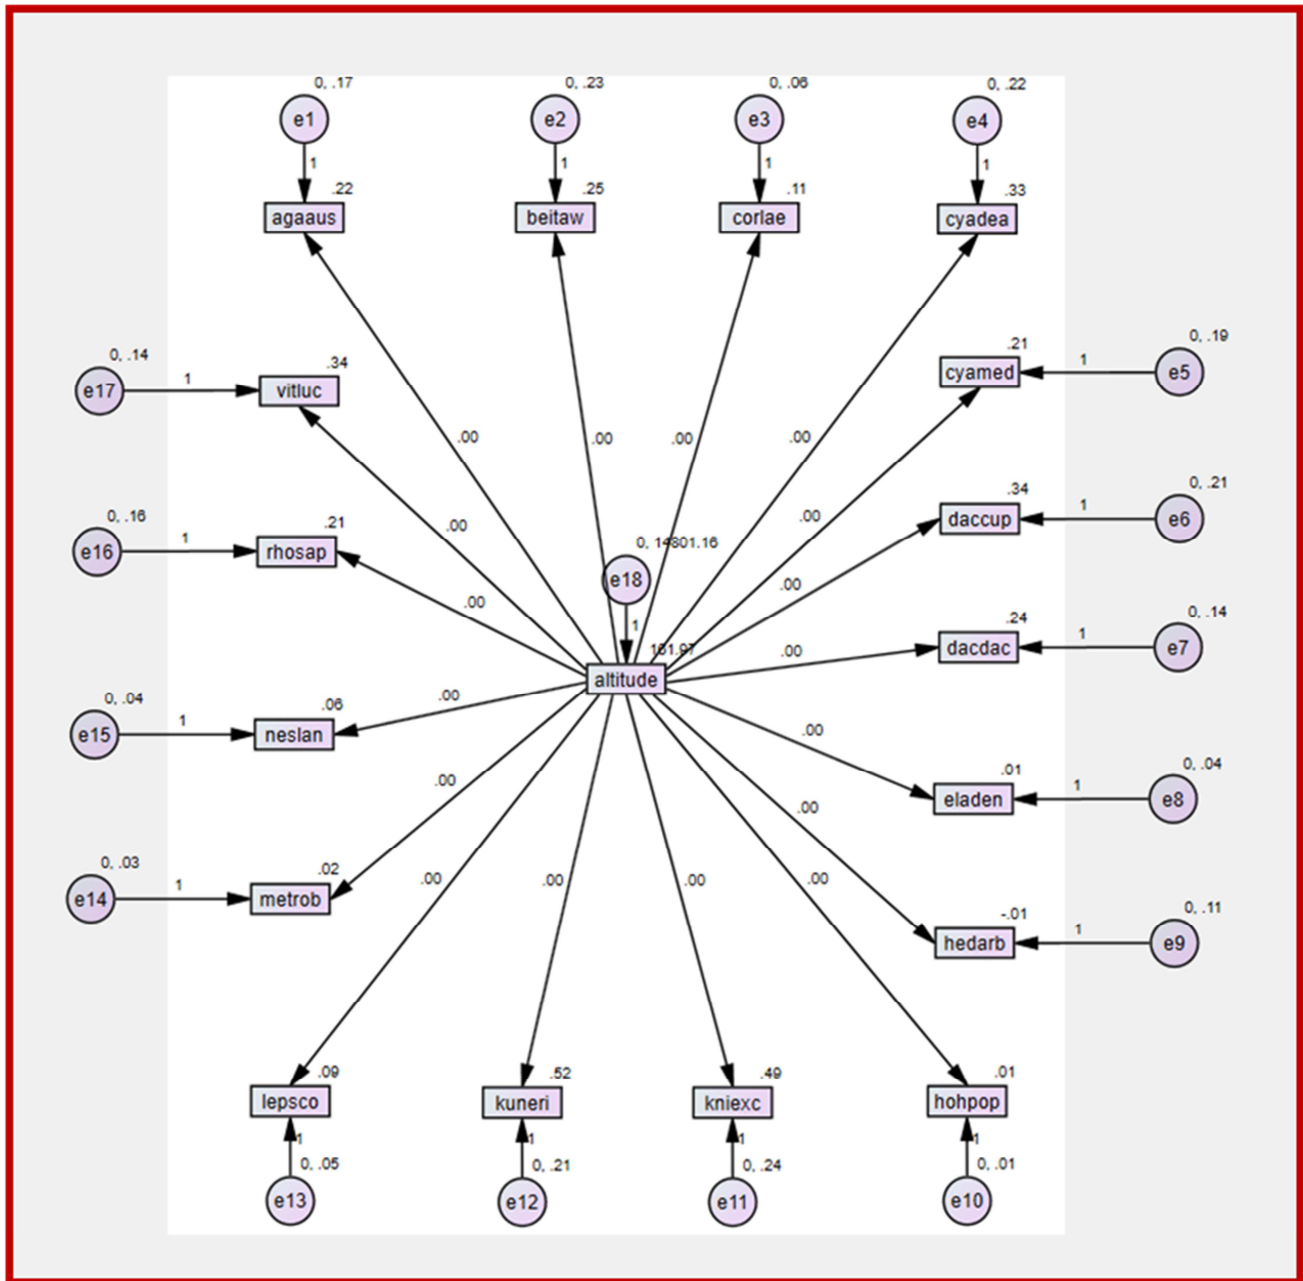 0, .17 0, .23 0, .06 0, .22
e1 e2 e3 e4
1 1 1 1
.22 .25 .11 .33
agaaus beitaw corlae cyadea
0, .14 .34 .21 0, .19
e17 1 vitluc cyamed 1 e5
.00 .00 .00 .00
0, .16 .21 .34 0, .21
e16 1 rhosap daccup 1 e6
.00 .00
0, 14801.16
e18
.00 .00
1
0, .04 .06 .24 0, .14
e15 1 neslan dacdac 1 e7
161.97
altitude
.00 .00
.00
0, .03 .02 .01 0, .04
e14 1 metrob eladen 1 e8
.00 .00
.00 .00 .00 .00
-.01 0, .11
hedarb 1 e9
.09 .52 .49 .01
lepsco kuneri kniexc hohpop
1 1 1 1
0, .05 0, .21 0, .24 0, .01
e13 e12 e11 e10